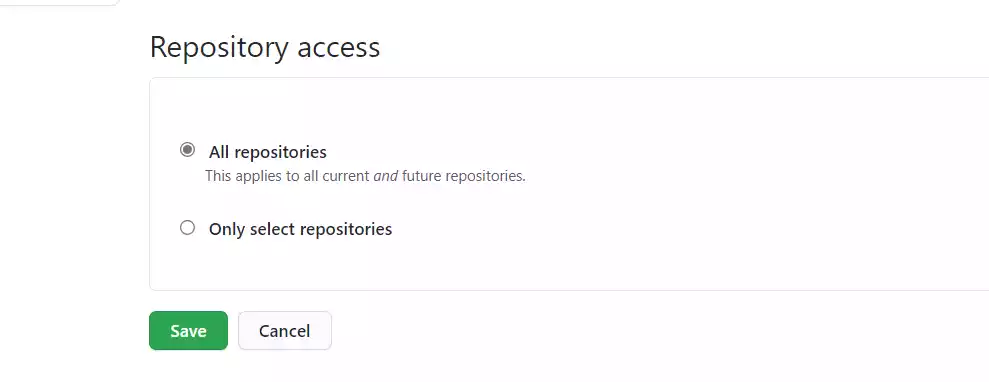 Repository access
All repositories
This applies to all current and future repositories.
Only select repositories
Save Cancel